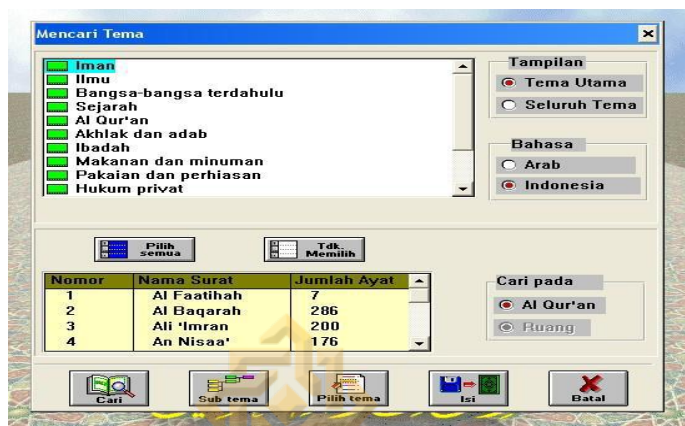 Mencari Tema
Iman
Ilmu
Bangsa-bangsa terdahulu
Sejarah
Al Qur'an
Akhlak dan adab
Ibadah
Makanan dan minuman
Pakaian dan perhiasan
Hukum privat
Tampilan
Tema Utama
Seluruh Tema
Bahasa
Arab
Indonesia
Pilih semua
Tdk. Memilih
Nomor Nama Surat Jumlah Ayat
1 Al Faatihah 7
2 Al Baqarah 286
3 Ali 'Imran 200
4 An Nisaa' 176
Cari pada
Al Qur'an
Ruang
Cari
Sub tema
Pilih tema
Isi
Batal